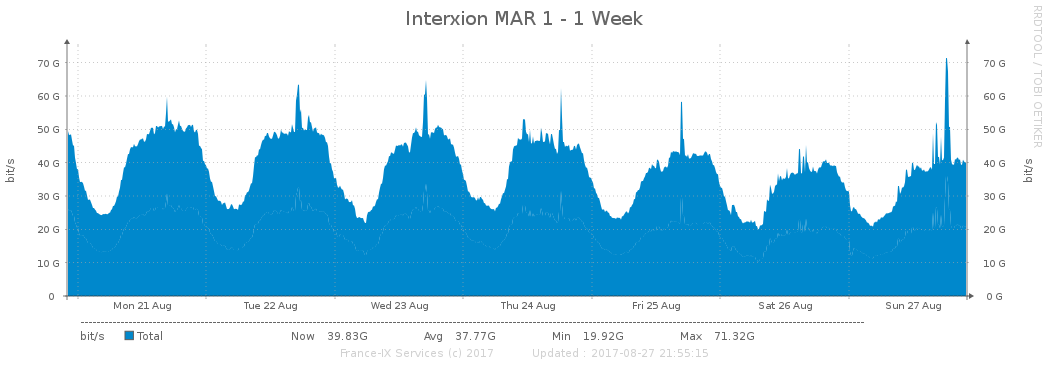 Interxion MAR 1 - 1 Week
RRDTOOL / TOBI OETIKER
bit/s
70 G 70 G
60 G 60 G
50 G 50 G
40 G 40 G
30 G 30 G
20 G 20 G
10 G 10 G
0 0 G
bit/s
Mon 21 Aug Tue 22 Aug Wed 23 Aug Thu 24 Aug Fri 25 Aug Sat 26 Aug Sun 27 Aug
bit/s Total Now 39.83G Avg 37.77G Min 19.92G Max 71.32G
France-IX Services (c) 2017 Updated : 2017-08-27 21:55:15